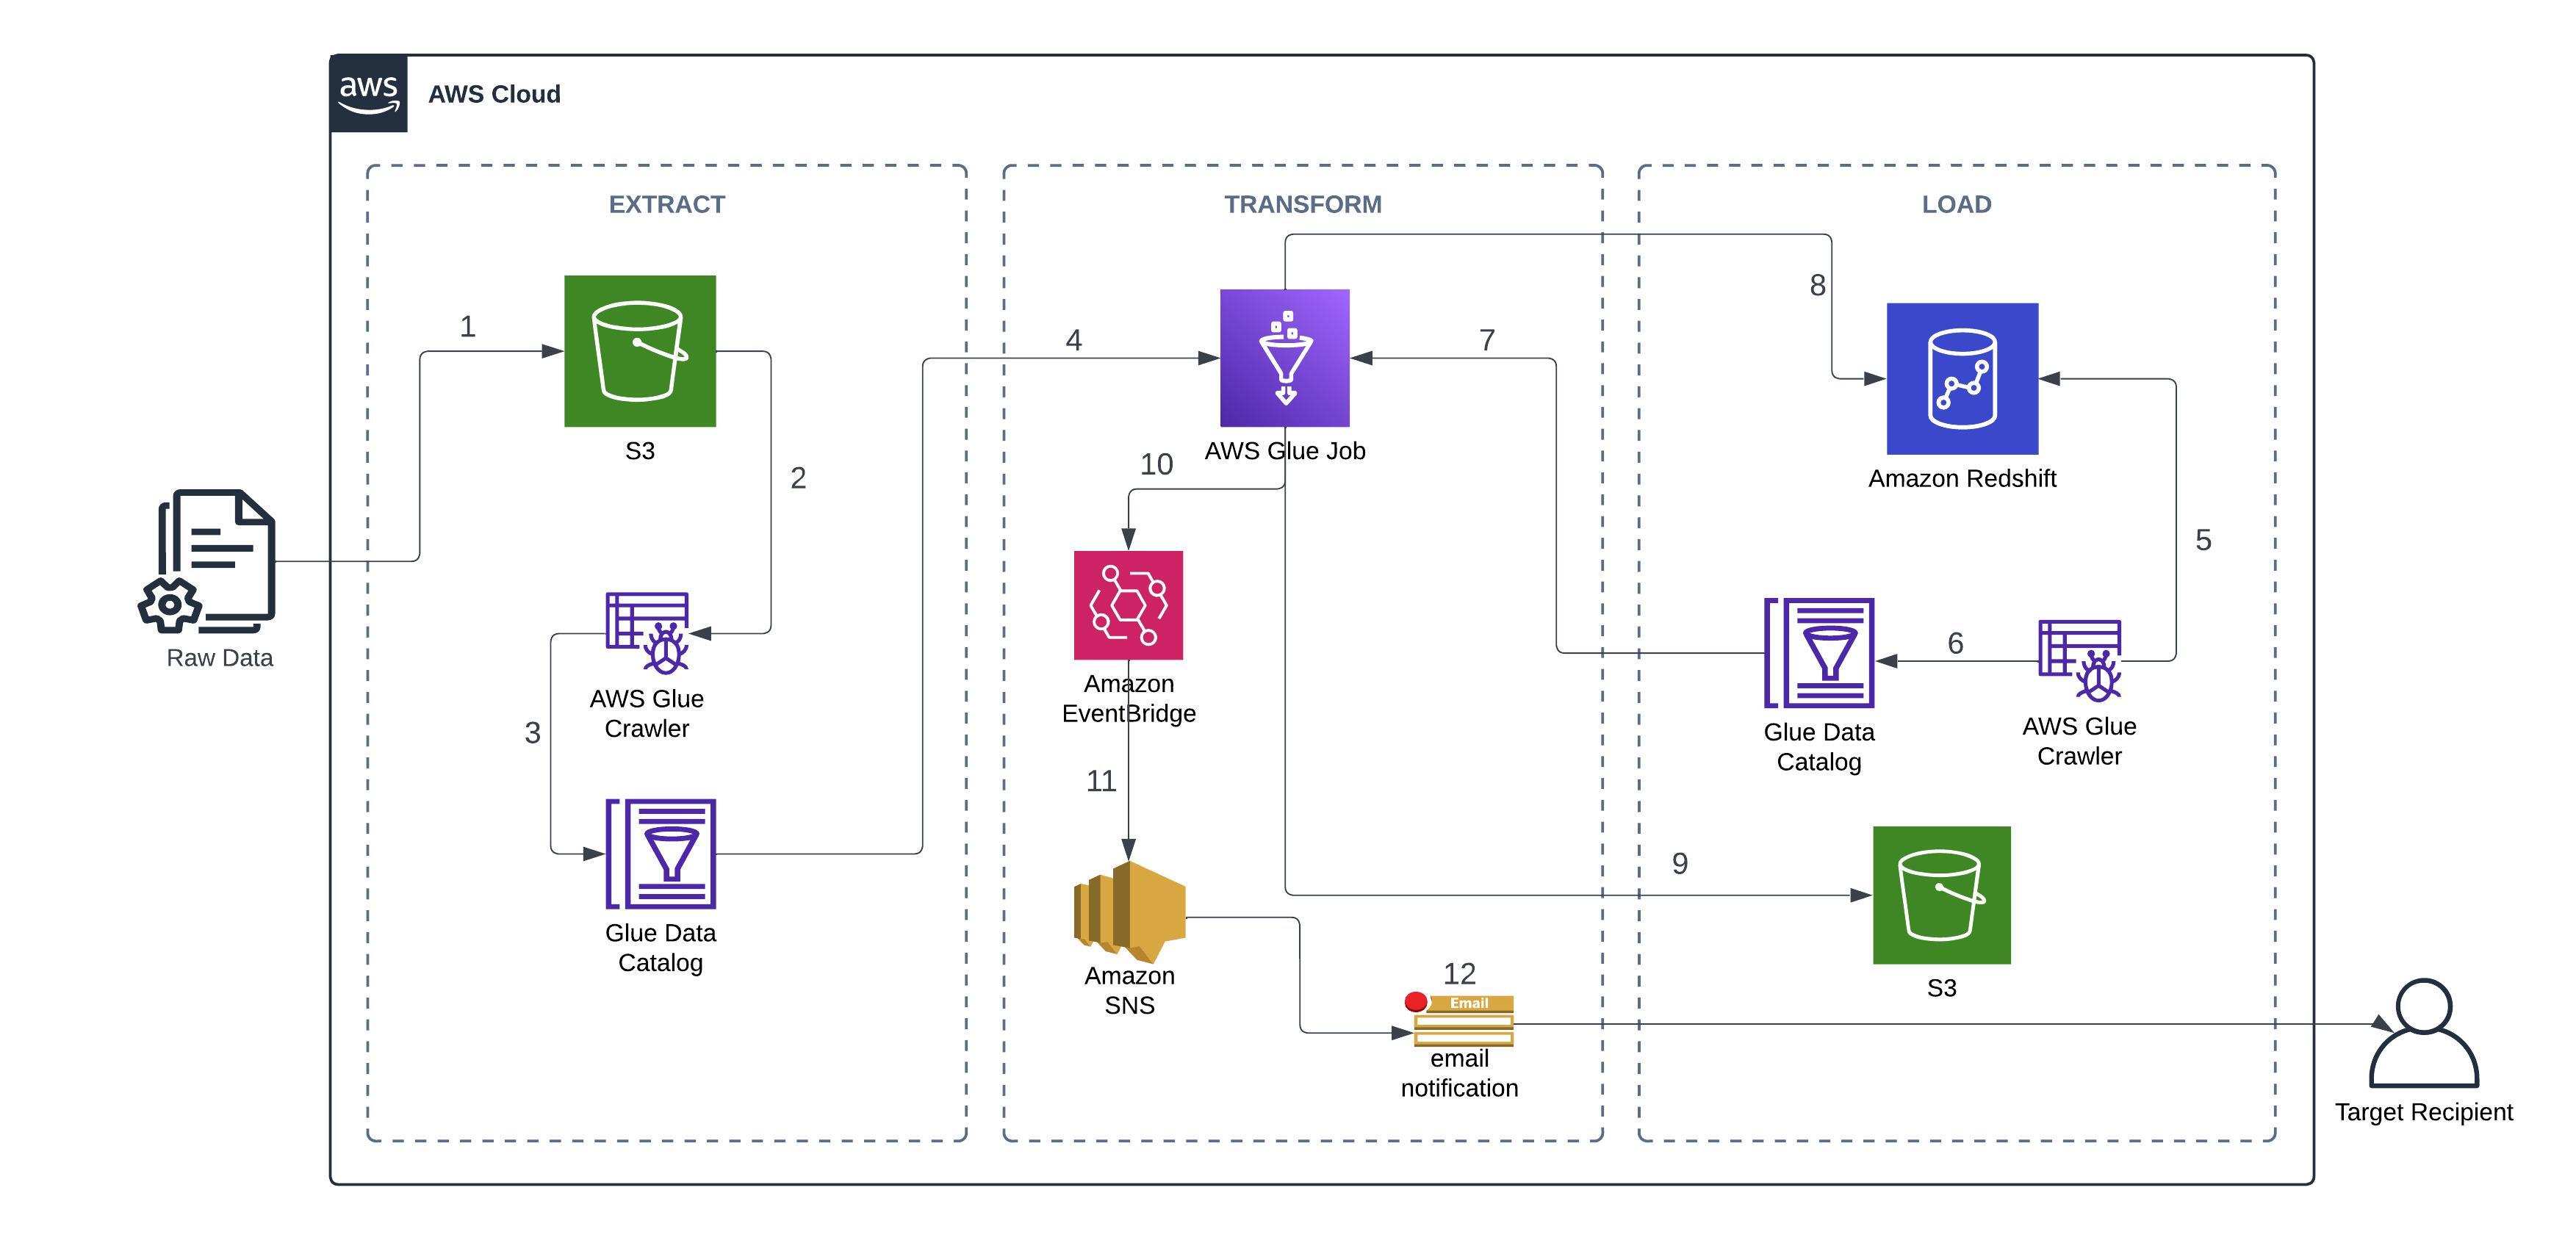 aws
AWS Cloud
EXTRACT
TRANSFORM
LOAD
1
S3
2
Raw Data
AWS Glue
Crawler
3
Glue Data
Catalog
4
AWS Glue Job
7
10
Amazon
EventBridge
11
Amazon
SNS
12
Email
email
notification
8
Amazon Redshift
5
6
Glue Data
Catalog
AWS Glue
Crawler
9
S3
Target Recipient